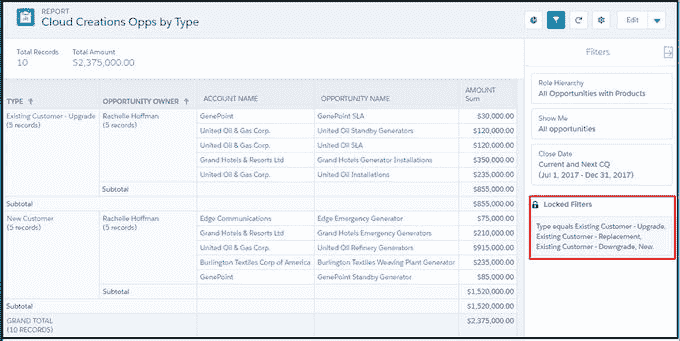 REPORT
Cloud Creations Opps by Type
Edit
Total Records Total Amount
10 $2,375,000.00
Filters
Role Hierarchy
All Opportunities with Products
Show Me
All opportunities
Close Date
Current and Next CQ
(Jul 1, 2017 - Dec 31, 2017)
Locked Filters
Type equals Existing Customer - Upgrade,
Existing Customer - Replacement,
Existing Customer - Downgrade, New.
TYPE ↑ OPPORTUNITY OWNER ↑ ACCOUNT NAME OPPORTUNITY NAME AMOUNT
Sum
Existing Customer - Upgrade Rachelle Hoffman GenePoint GenePoint SLA $30,000.00
(5 records) (5 records) United Oil & Gas Corp. United Oil Standby Generators $120,000.00
United Oil & Gas Corp. United Oil SLA $120,000.00
Grand Hotels & Resorts Ltd Grand Hotels Generator Installations $350,000.00
United Oil & Gas Corp. United Oil Installations $235,000.00
Subtotal $855,000.00
Subtotal $855,000.00
New Customer Rachelle Hoffman Edge Communications Edge Emergency Generator $75,000.00
(5 records) (5 records) Grand Hotels & Resorts Ltd Grand Hotels Emergency Generators $210,000.00
United Oil & Gas Corp. United Oil Refinery Generators $915,000.00
Burlington Textiles Corp of America Burlington Textiles Weaving Plant Generator $235,000.00
GenePoint GenePoint Standby Generator $85,000.00
Subtotal $1,520,000.00
Subtotal $1,520,000.00
GRAND TOTAL $2,375,000.00
(10 RECORDS)